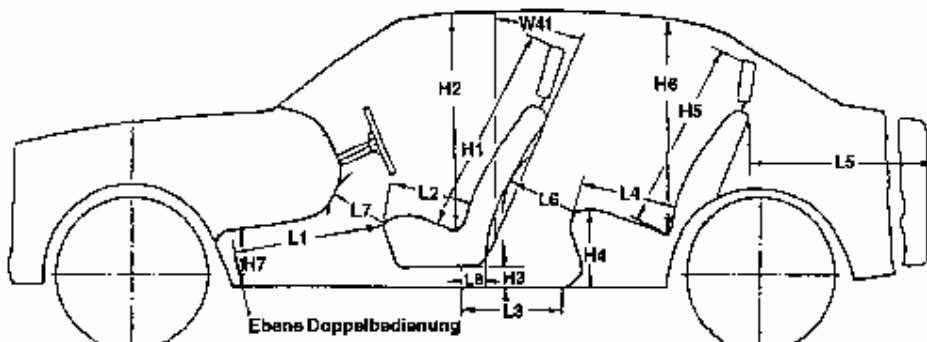 W41
H2
H6
H1
H5
L5
L2
L4
L7
L6
L1
H7
H4
L8
H3
L3
Ebene Doppelbedienung